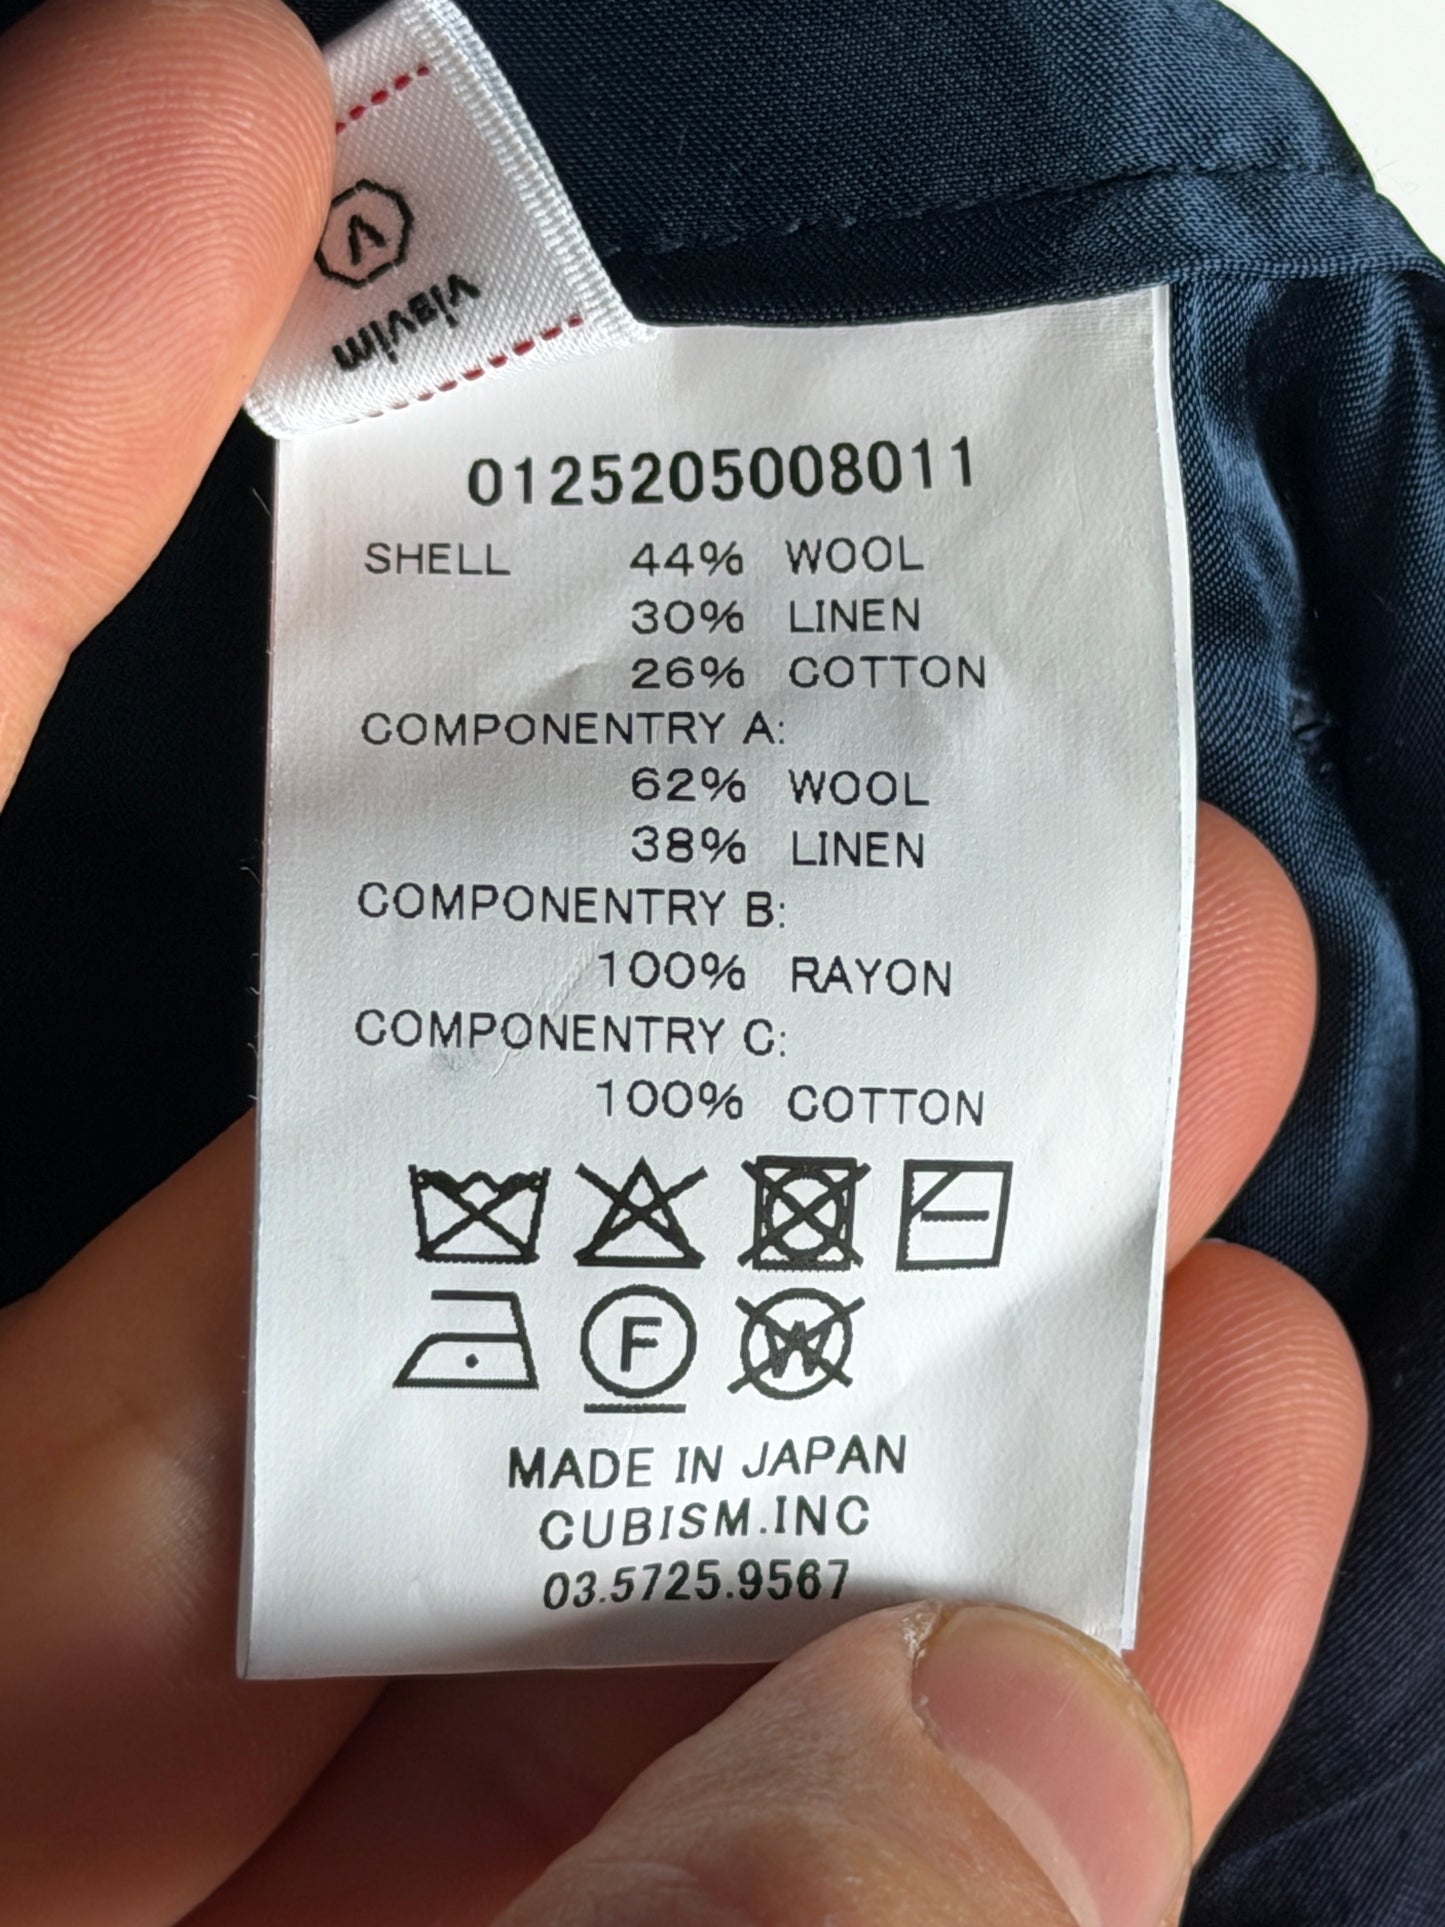 visvim
0125205008011
SHELL 44% WOOL
30% LINEN
26% COTTON
COMPONENTRY A:
62% WOOL
38% LINEN
COMPONENTRY B:
100% RAYON
COMPONENTRY C:
100% COTTON
F W
MADE IN JAPAN
CUBISM.INC
03.5725.9567